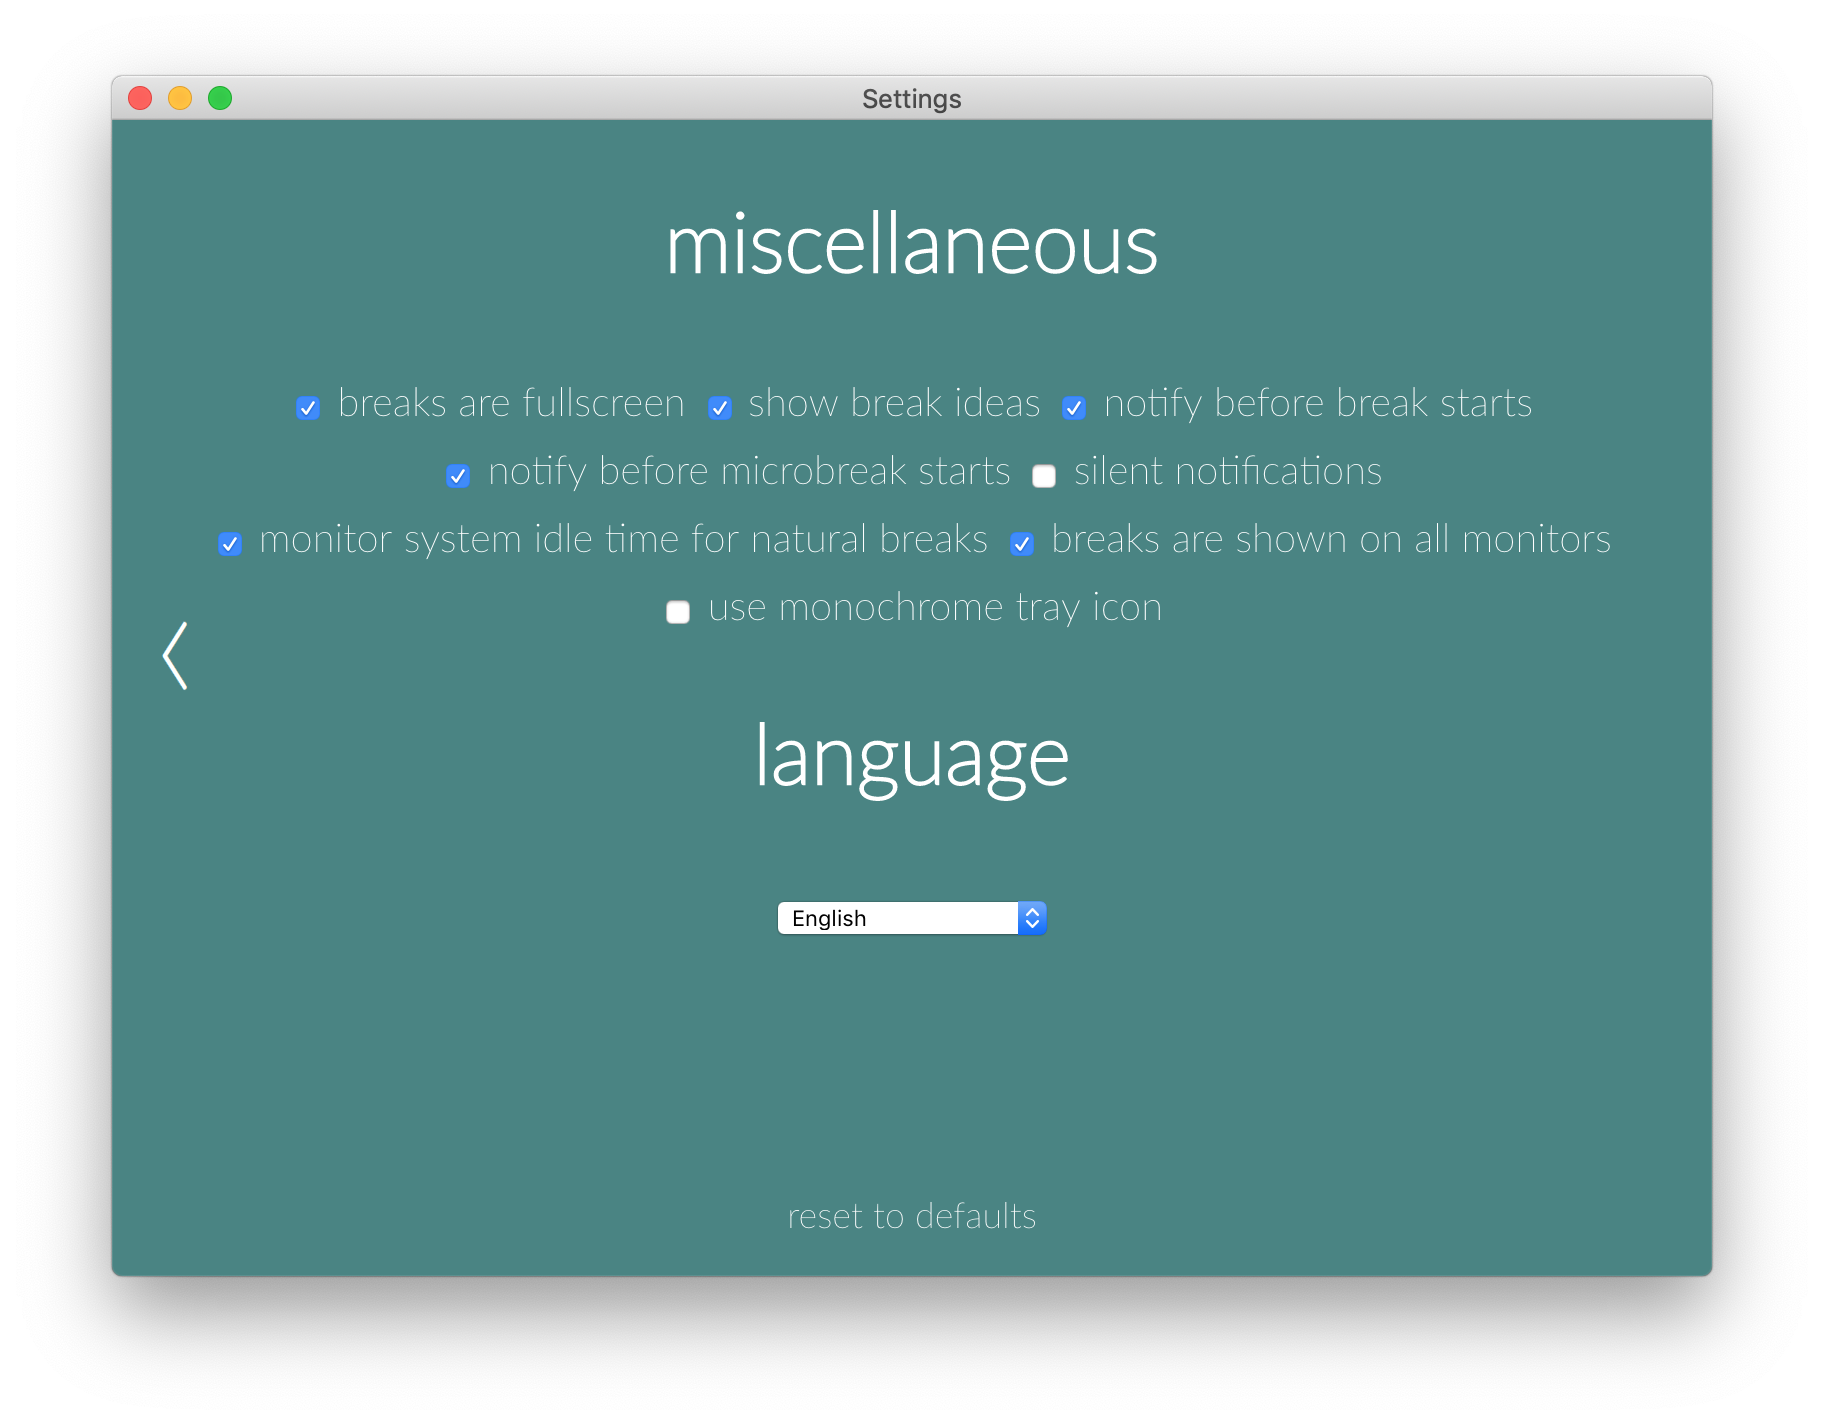 Settings
miscellaneous
breaks are fullscreen show break ideas notify before break starts
notify before microbreak starts silent notifications
monitor system idle time for natural breaks breaks are shown on all monitors
use monochrome tray icon
language
English
reset to defaults